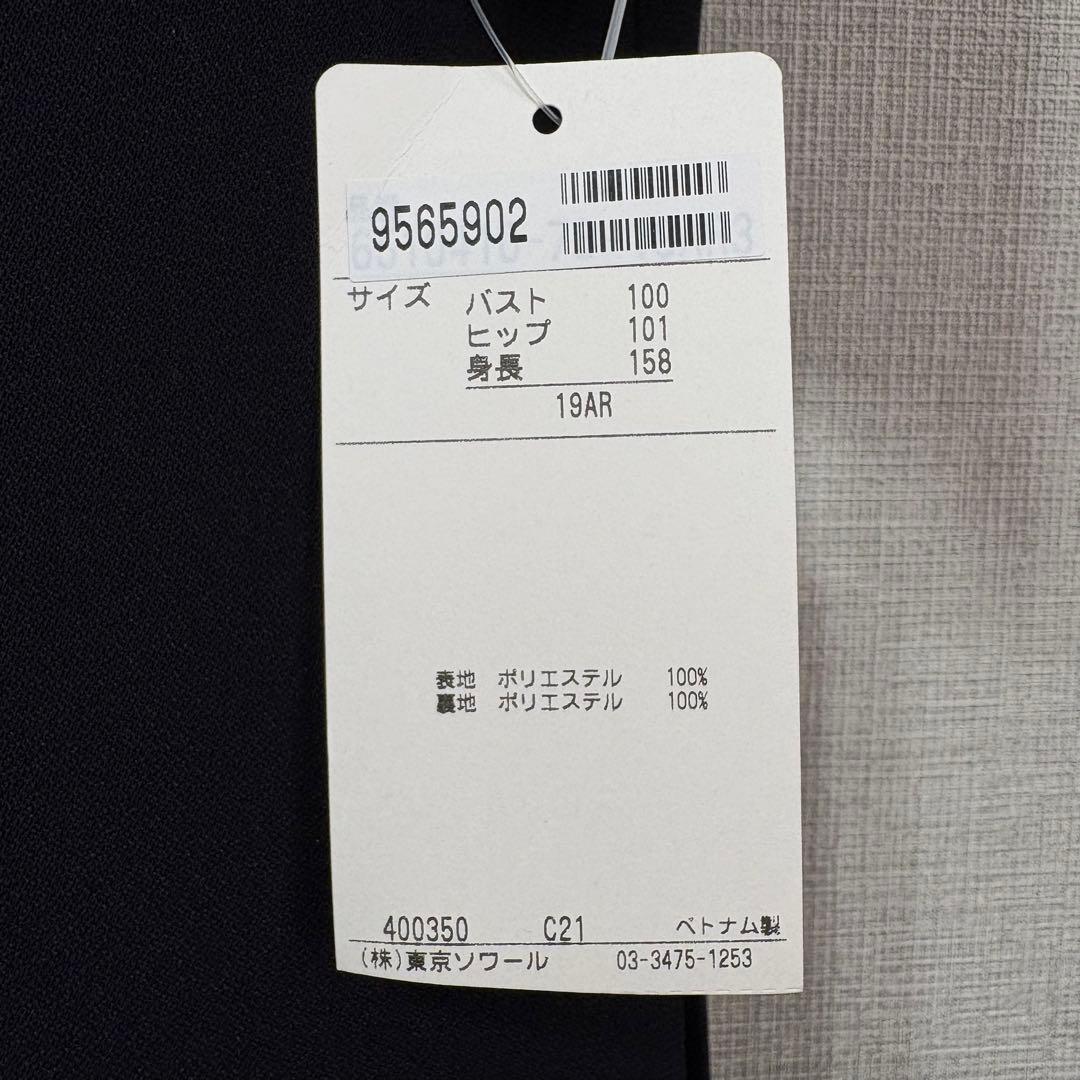 9565902
サイズ バスト 100
ヒップ 101
身長 158
19AR
表地 ポリエステル 100%
裏地 ポリエステル 100%
400350 C21 ベトナム製
(株)東京ソワール 03-3475-1253